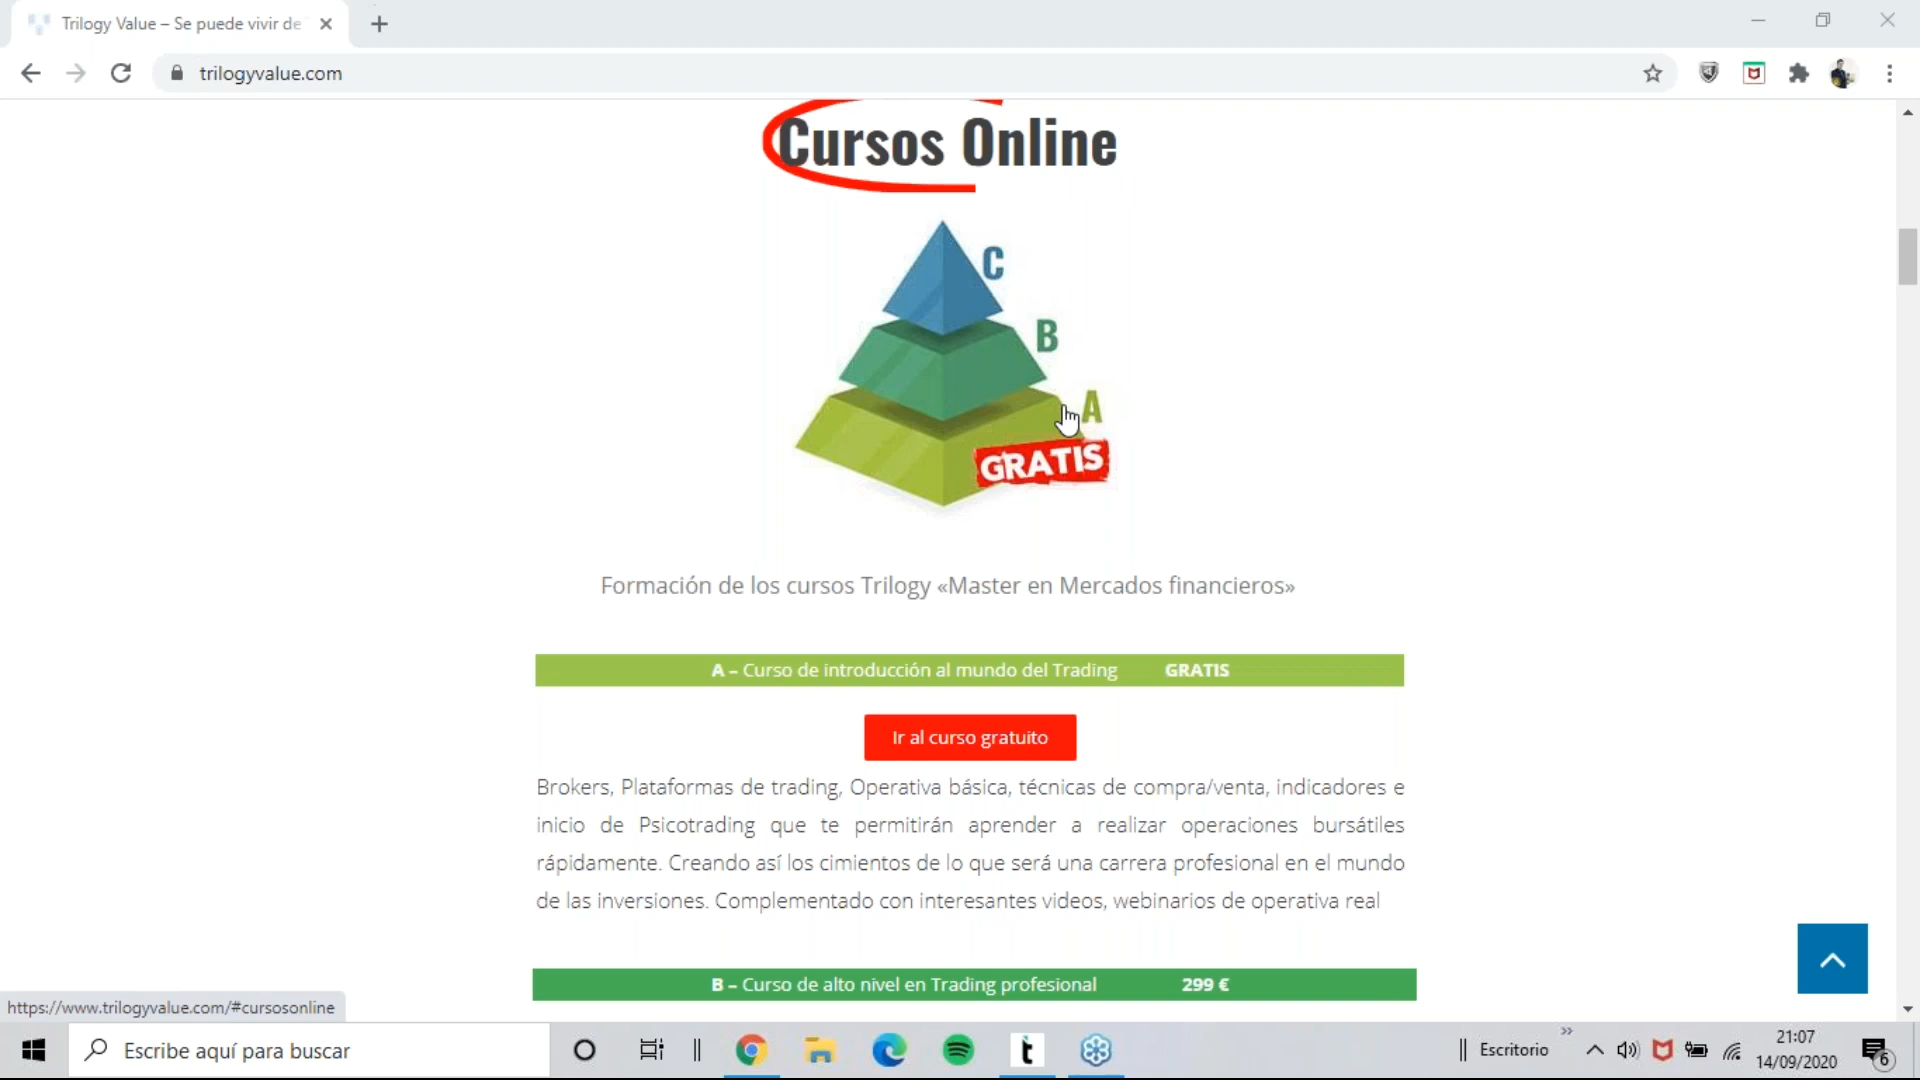 Trilogy Value – Se puede vivir de
trilogyvalue.com
Cursos Online
C
B
A
GRATIS
Formación de los cursos Trilogy «Master en Mercados financieros»
A – Curso de introducción al mundo del Trading GRATIS
Ir al curso gratuito
Brokers, Plataformas de trading, Operativa básica, técnicas de compra/venta, indicadores e
inicio de Psicotrading que te permitirán aprender a realizar operaciones bursátiles
rápidamente. Creando así los cimientos de lo que será una carrera profesional en el mundo
de las inversiones. Complementado con interesantes videos, webinarios de operativa real
B – Curso de alto nivel en Trading profesional 299 €
https://www.trilogyvalue.com/#cursosonline
Escribe aquí para buscar
Escritorio
21:07
14/09/2020
6